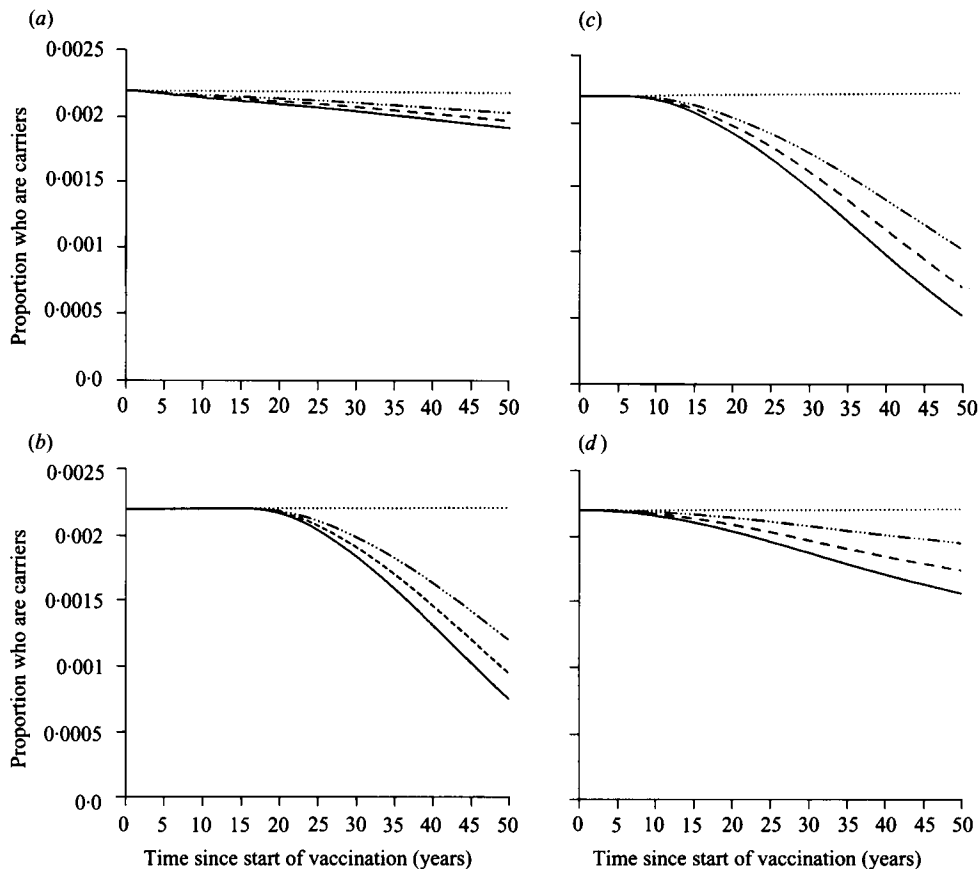 (a)
0·0025
0·002
0·0015
0·001
0·0005
0·0
Proportion who are carriers
0 5 10 15 20 25 30 35 40 45 50
(c)
0 5 10 15 20 25 30 35 40 45 50
(b)
0·0025
0·002
0·0015
0·001
0·0005
0·0
Proportion who are carriers
0 5 10 15 20 25 30 35 40 45 50
Time since start of vaccination (years)
(d)
0 5 10 15 20 25 30 35 40 45 50
Time since start of vaccination (years)